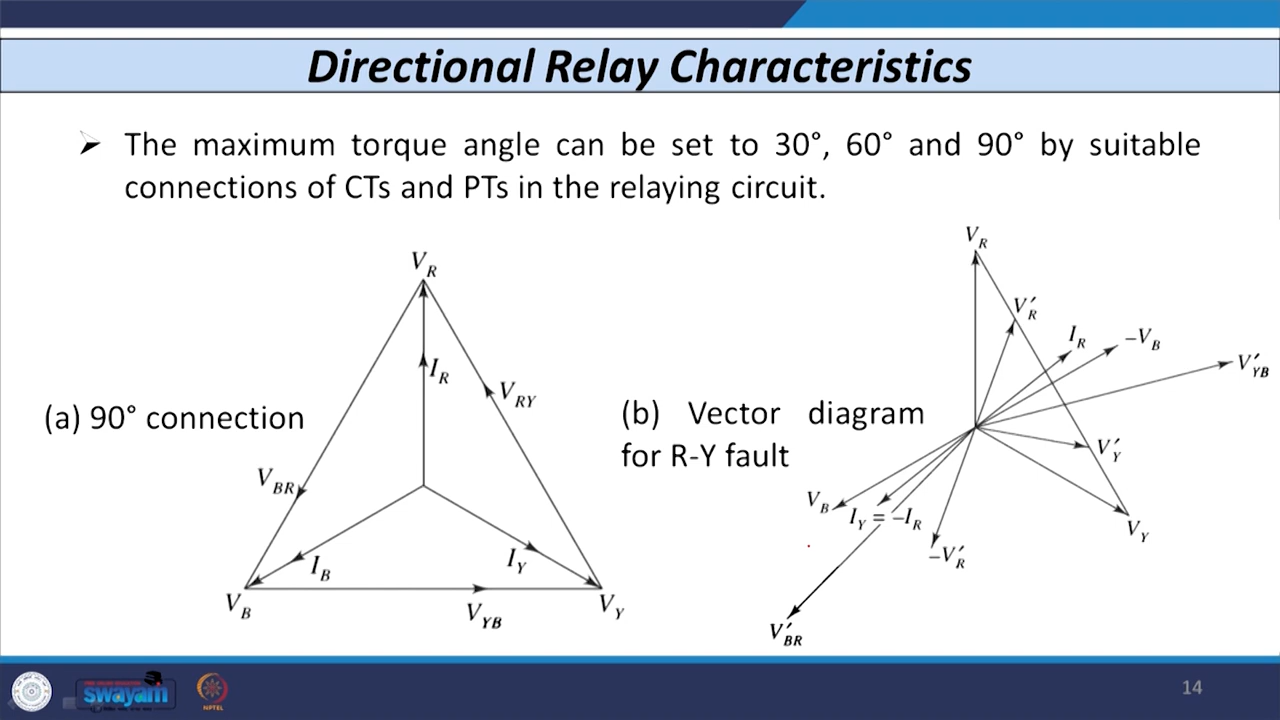 Directional Relay Characteristics
➢ The maximum torque angle can be set to 30°, 60° and 90° by suitable
connections of CTs and PTs in the relaying circuit.
V_R
I_R
V_RY
(a) 90° connection
V_BR
I_B
I_Y
V_B
V_YB
V_Y
V_R
V′_R
I_R
–V_B
V′_YB
(b) Vector diagram
for R-Y fault
V′_Y
V_B
I_Y = –I_R
V_Y
–V′_R
V′_BR
swayam
NPTEL
14